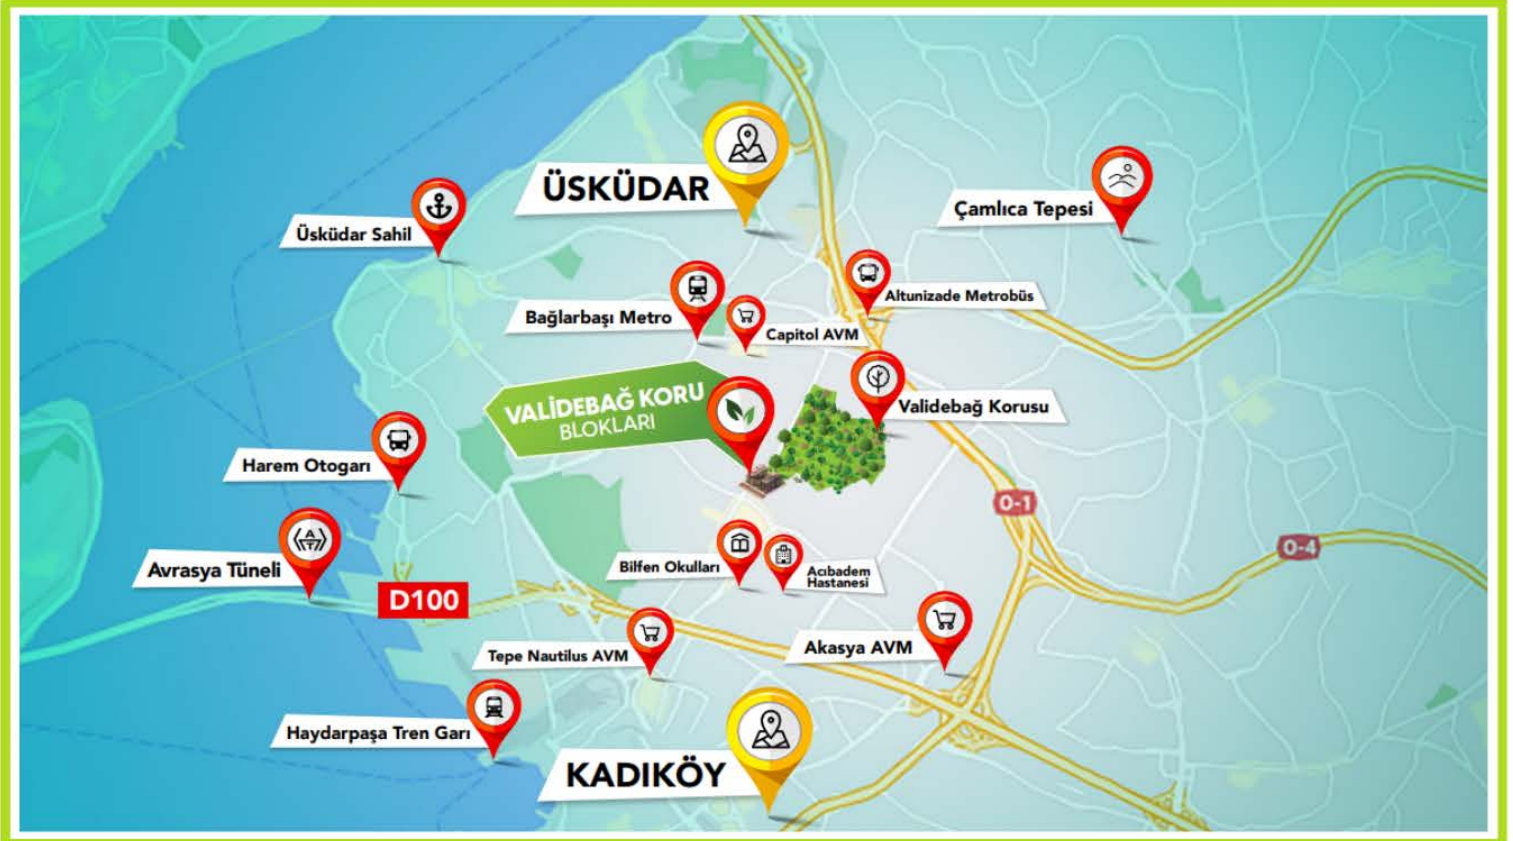 ÜSKÜDAR
Çamlıca Tepesi
Üsküdar Sahil
Altunizade Metrobüs
Bağlarbaşı Metro
Capitol AVM
VALİDEBAĞ KORU
BLOKLARI
Validebağ Korusu
Harem Otogarı
O-1
O-4
Avrasya Tüneli
A
T
D100
Bilfen Okulları
Acıbadem
Hastanesi
Tepe Nautilus AVM
Akasya AVM
Haydarpaşa Tren Garı
KADIKÖY